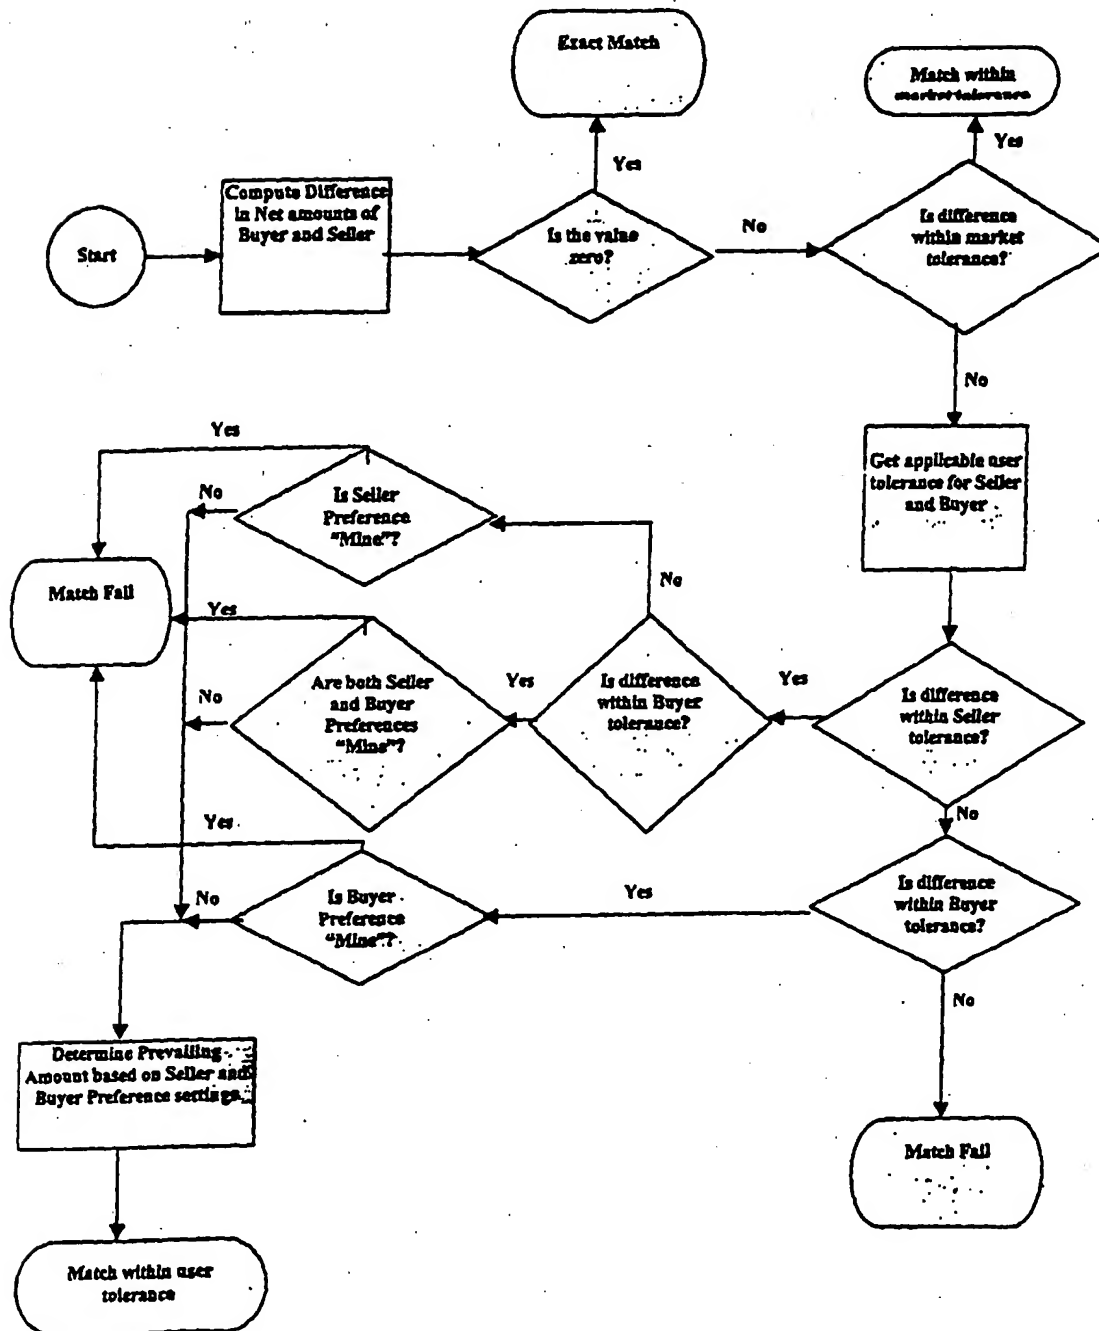 Exact Match
Match within
market tolerance
Yes
Yes
Compute Difference
in Net amounts of
Buyer and Seller
Start
Is the value
zero?
No
Is difference
within market
tolerance?
No
Yes
Get applicable user
tolerance for Seller
and Buyer
No
Is Seller
Preference
"Mine"?
No
Match Fail
Yes
Are both Seller
and Buyer
Preferences
"Mine"?
No
Yes
Is difference
within Buyer
tolerance?
Yes
Is difference
within Seller
tolerance?
No
Yes
No
Is Buyer
Preference
"Mine"?
Yes
Is difference
within Buyer
tolerance?
No
Determine Prevailing
Amount based on Seller and
Buyer Preference settings
Match Fail
Match within user
tolerance